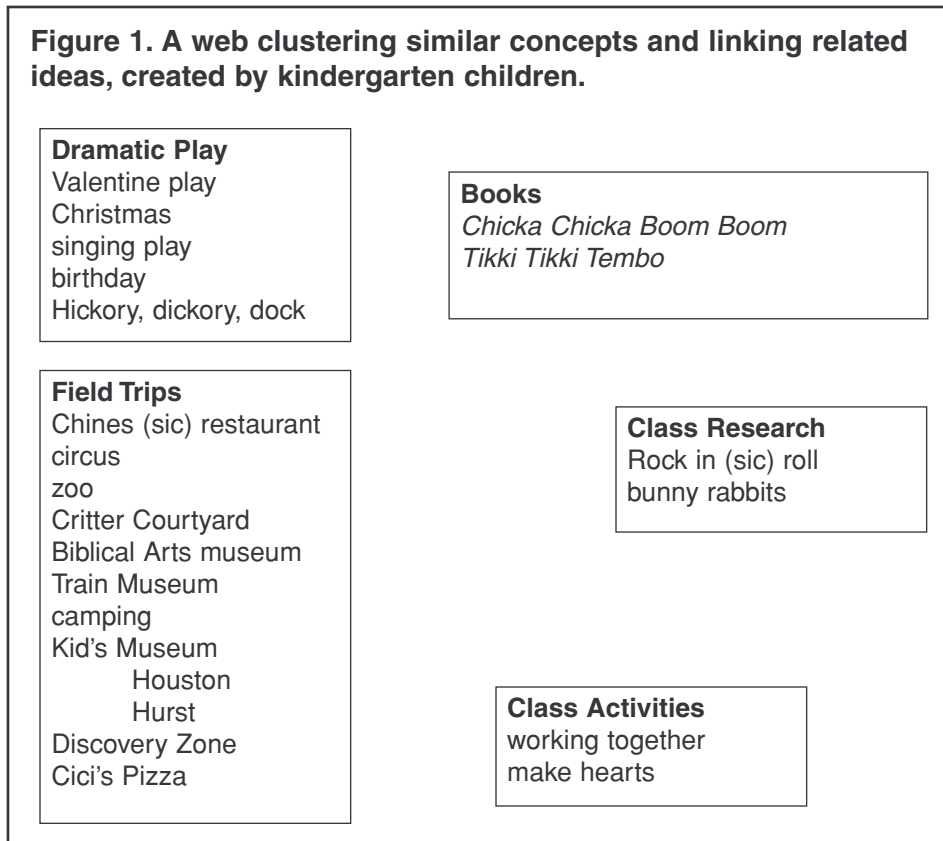 Figure 1. A web clustering similar concepts and linking related
ideas, created by kindergarten children.
Dramatic Play
Valentine play
Christmas
singing play
birthday
Hickory, dickory, dock
Books
Chicka Chicka Boom Boom
Tikki Tikki Tembo
Field Trips
Chines (sic) restaurant
circus
zoo
Critter Courtyard
Biblical Arts museum
Train Museum
camping
Kid's Museum
Houston
Hurst
Discovery Zone
Cici's Pizza
Class Research
Rock in (sic) roll
bunny rabbits
Class Activities
working together
make hearts